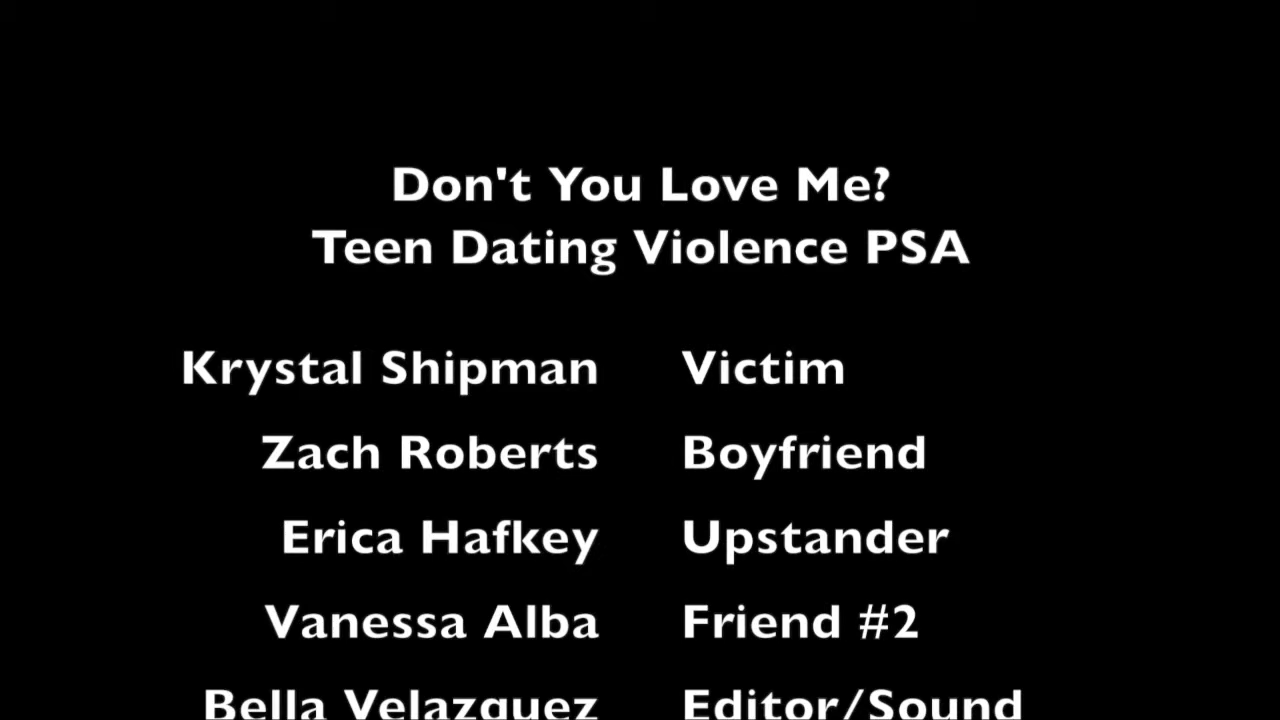 Don't You Love Me?
Teen Dating Violence PSA
Krystal Shipman Victim
Zach Roberts Boyfriend
Erica Hafkey Upstander
Vanessa Alba Friend #2
Bella Velazquez Editor/Sound